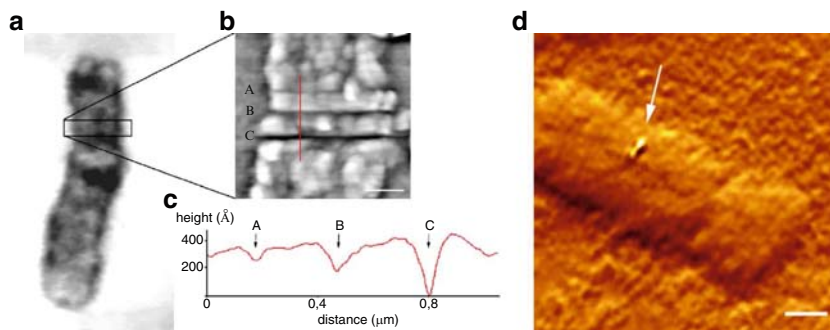 a
b
d
A
B
C
c
height (Å)
A
B
C
400
200
0
0,4
0,8
distance (μm)